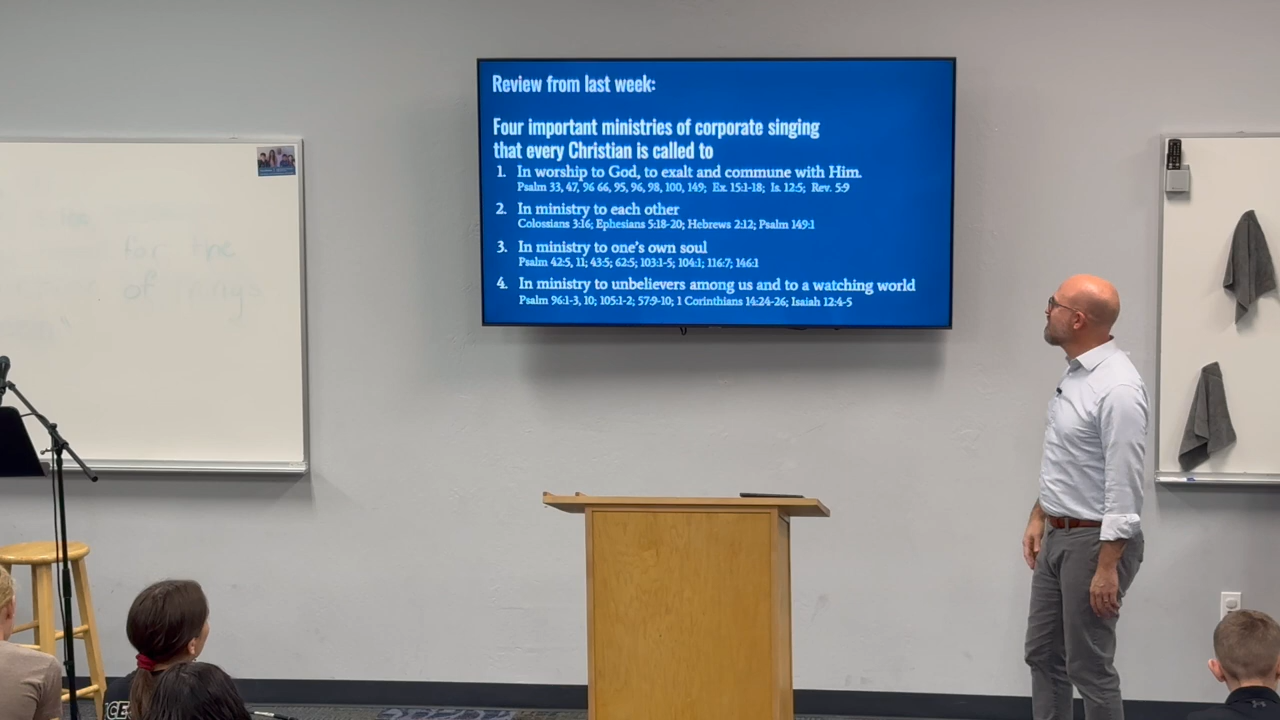 Review from last week:
Four important ministries of corporate singing
that every Christian is called to
1. In worship to God, to exalt and commune with Him.
Psalm 33, 47, 96 66, 95, 96, 98, 100, 149; Ex. 15:1-18; Is. 12:5; Rev. 5:9
2. In ministry to each other
Colossians 3:16; Ephesians 5:18-20; Hebrews 2:12; Psalm 149:1
3. In ministry to one's own soul
Psalm 42:5, 11; 43:5; 62:5; 103:1-5; 104:1; 116:7; 146:1
4. In ministry to unbelievers among us and to a watching world
Psalm 96:1-3, 10; 105:1-2; 57:9-10; 1 Corinthians 14:24-26; Isaiah 12:4-5
for the
of things